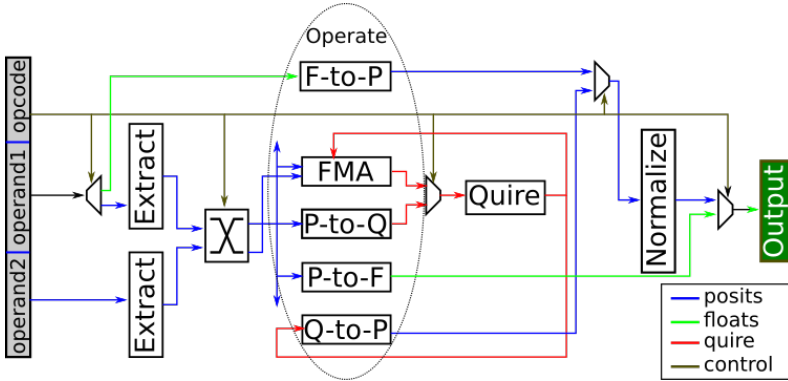 Operate
opcode
operand1
operand2
Extract
Extract
F-to-P
FMA
P-to-Q
P-to-F
Q-to-P
Quire
Normalize
Output
posits
floats
quire
control